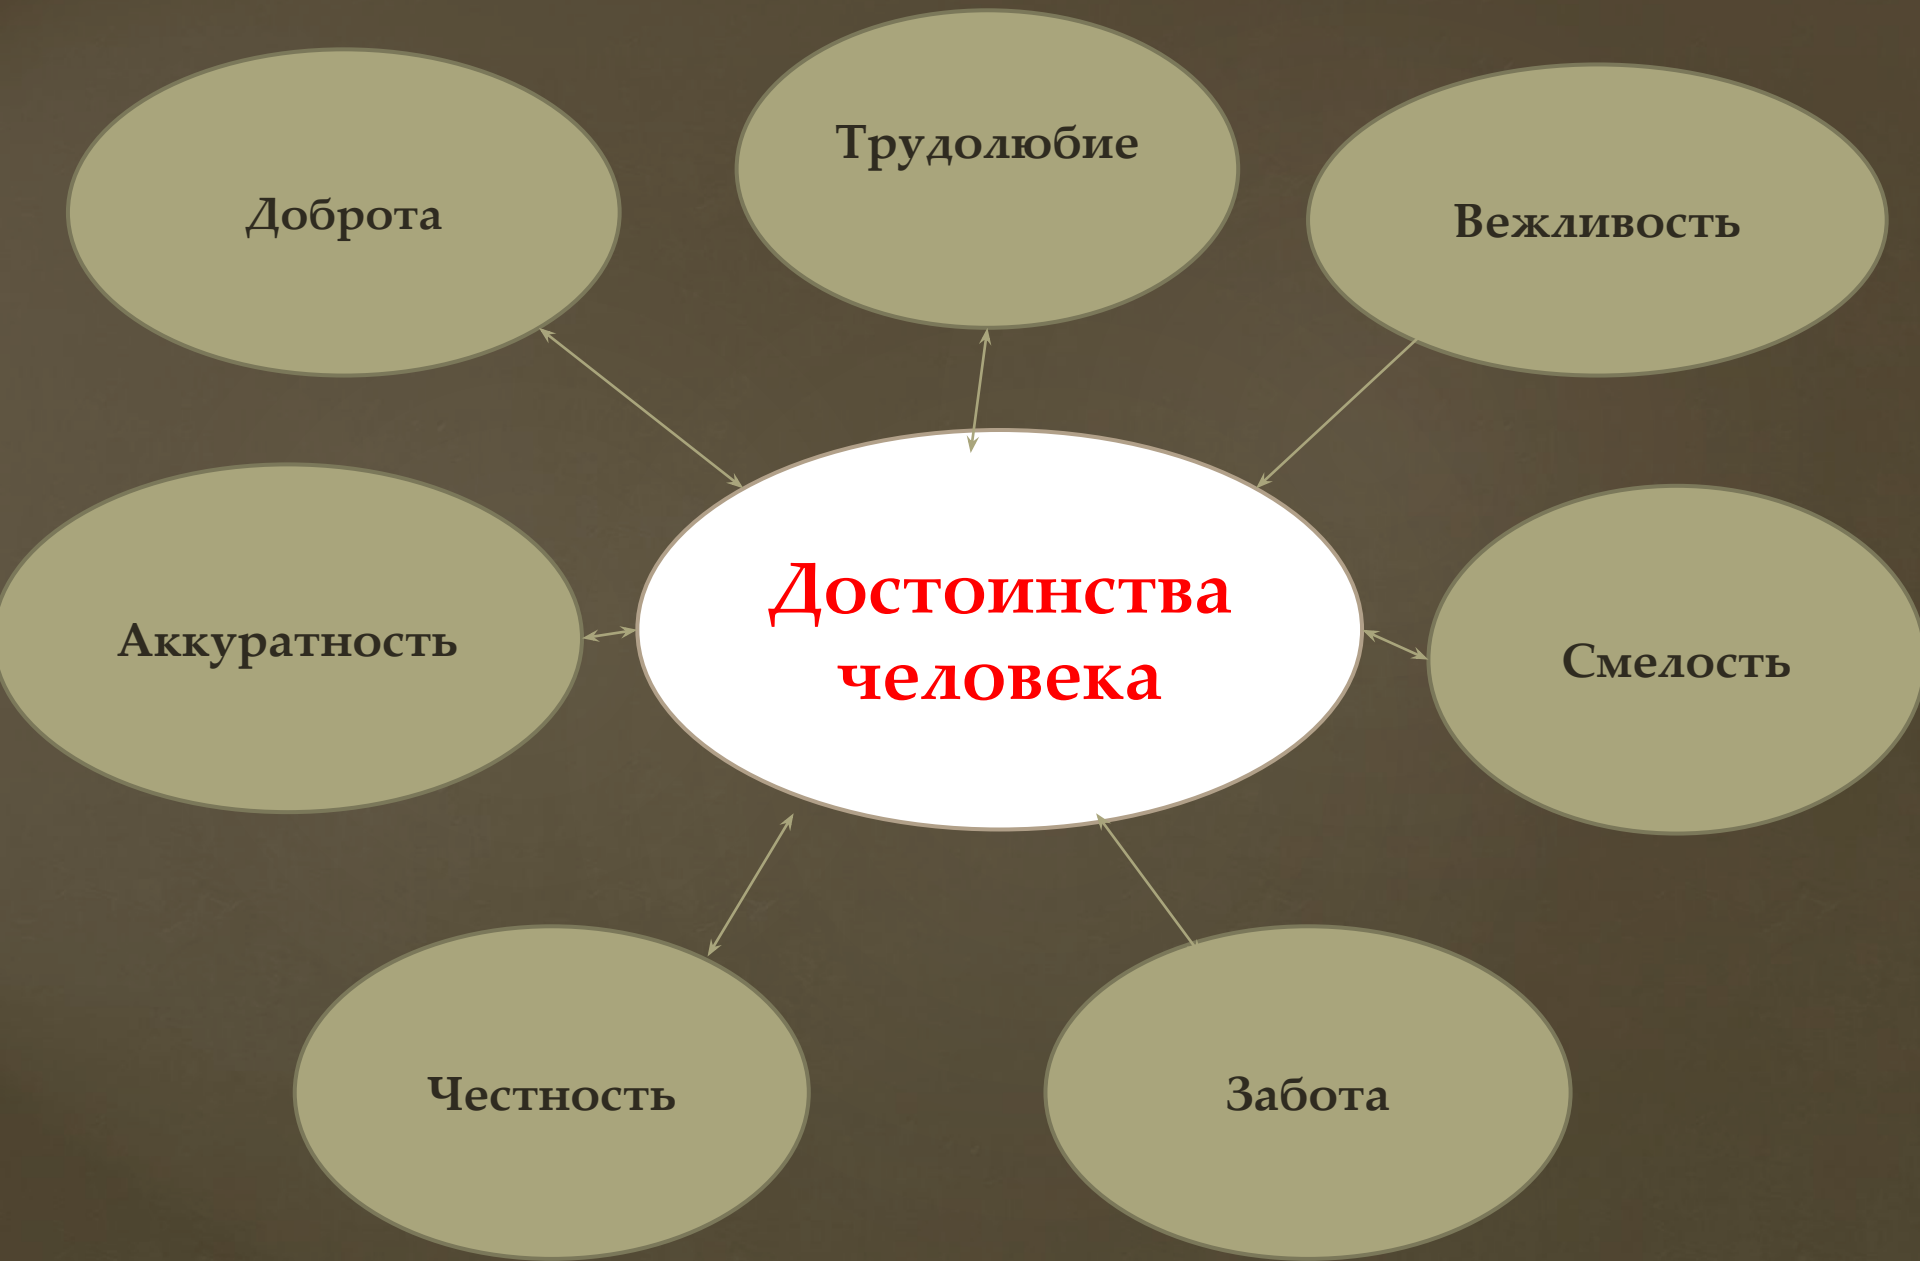 Трудолюбие
Доброта
Вежливость
Достоинства
человека
Аккуратность
Смелость
Честность
Забота